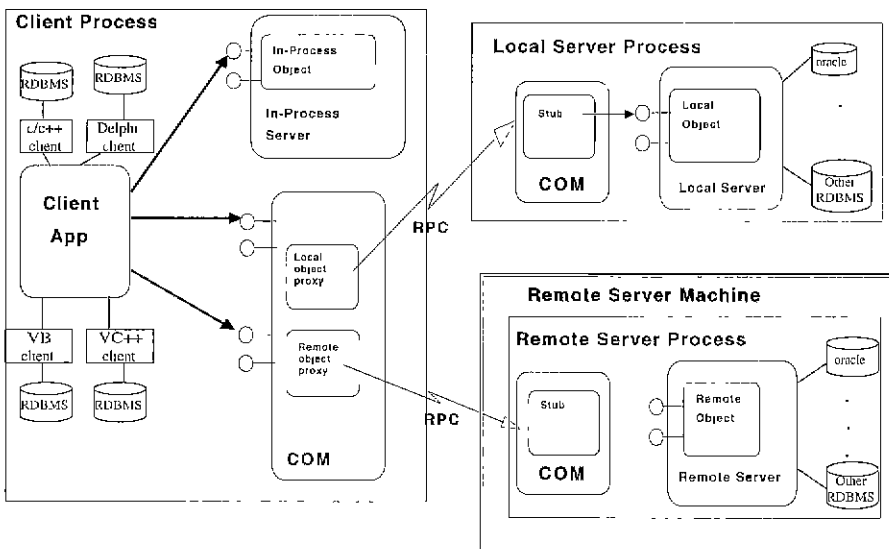 Client Process
RDBMS
RDBMS
c/c++
client
Delphi
client
Client
App
VB
client
VC++
client
RDBMS
RDBMS
In-Process
Object
In-Process
Server
Local
object
proxy
Remote
object
proxy
COM
RPC
RPC
Local Server Process
Stub
COM
Local
Object
Local Server
oracle
Other
RDBMS
Remote Server Machine
Remote Server Process
Stub
COM
Remote
Object
Remote Server
oracle
Other
RDBMS